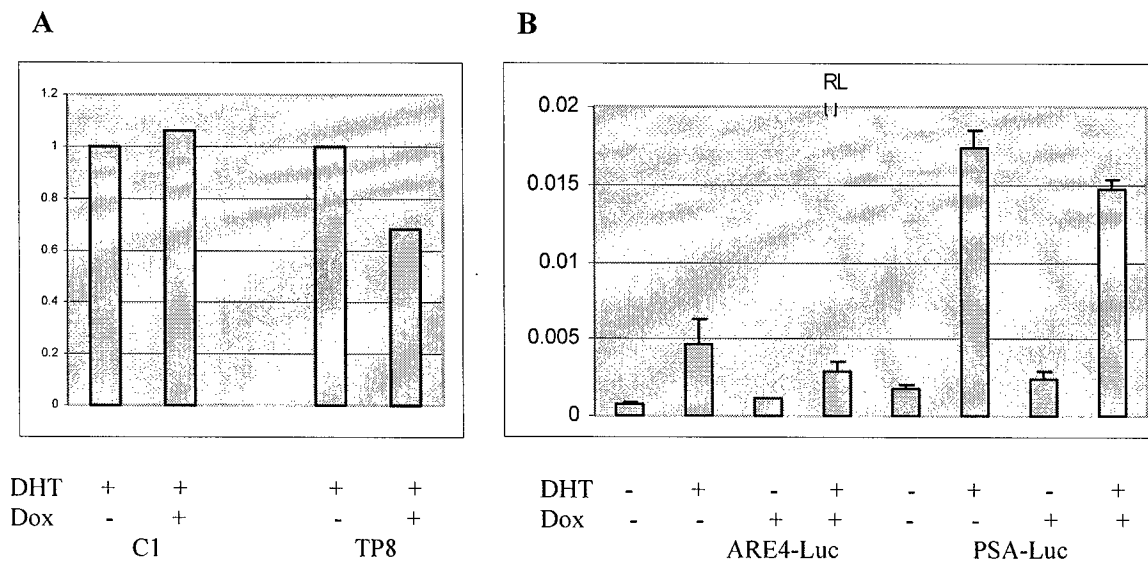 A
B
1.2
1
0.8
0.6
0.4
0.2
0
RL
0.02
0.015
0.01
0.005
0
DHT + + + +
Dox - + - +
C1 TP8
DHT - + - + - + - +
Dox - - + + - - + +
ARE4-Luc PSA-Luc